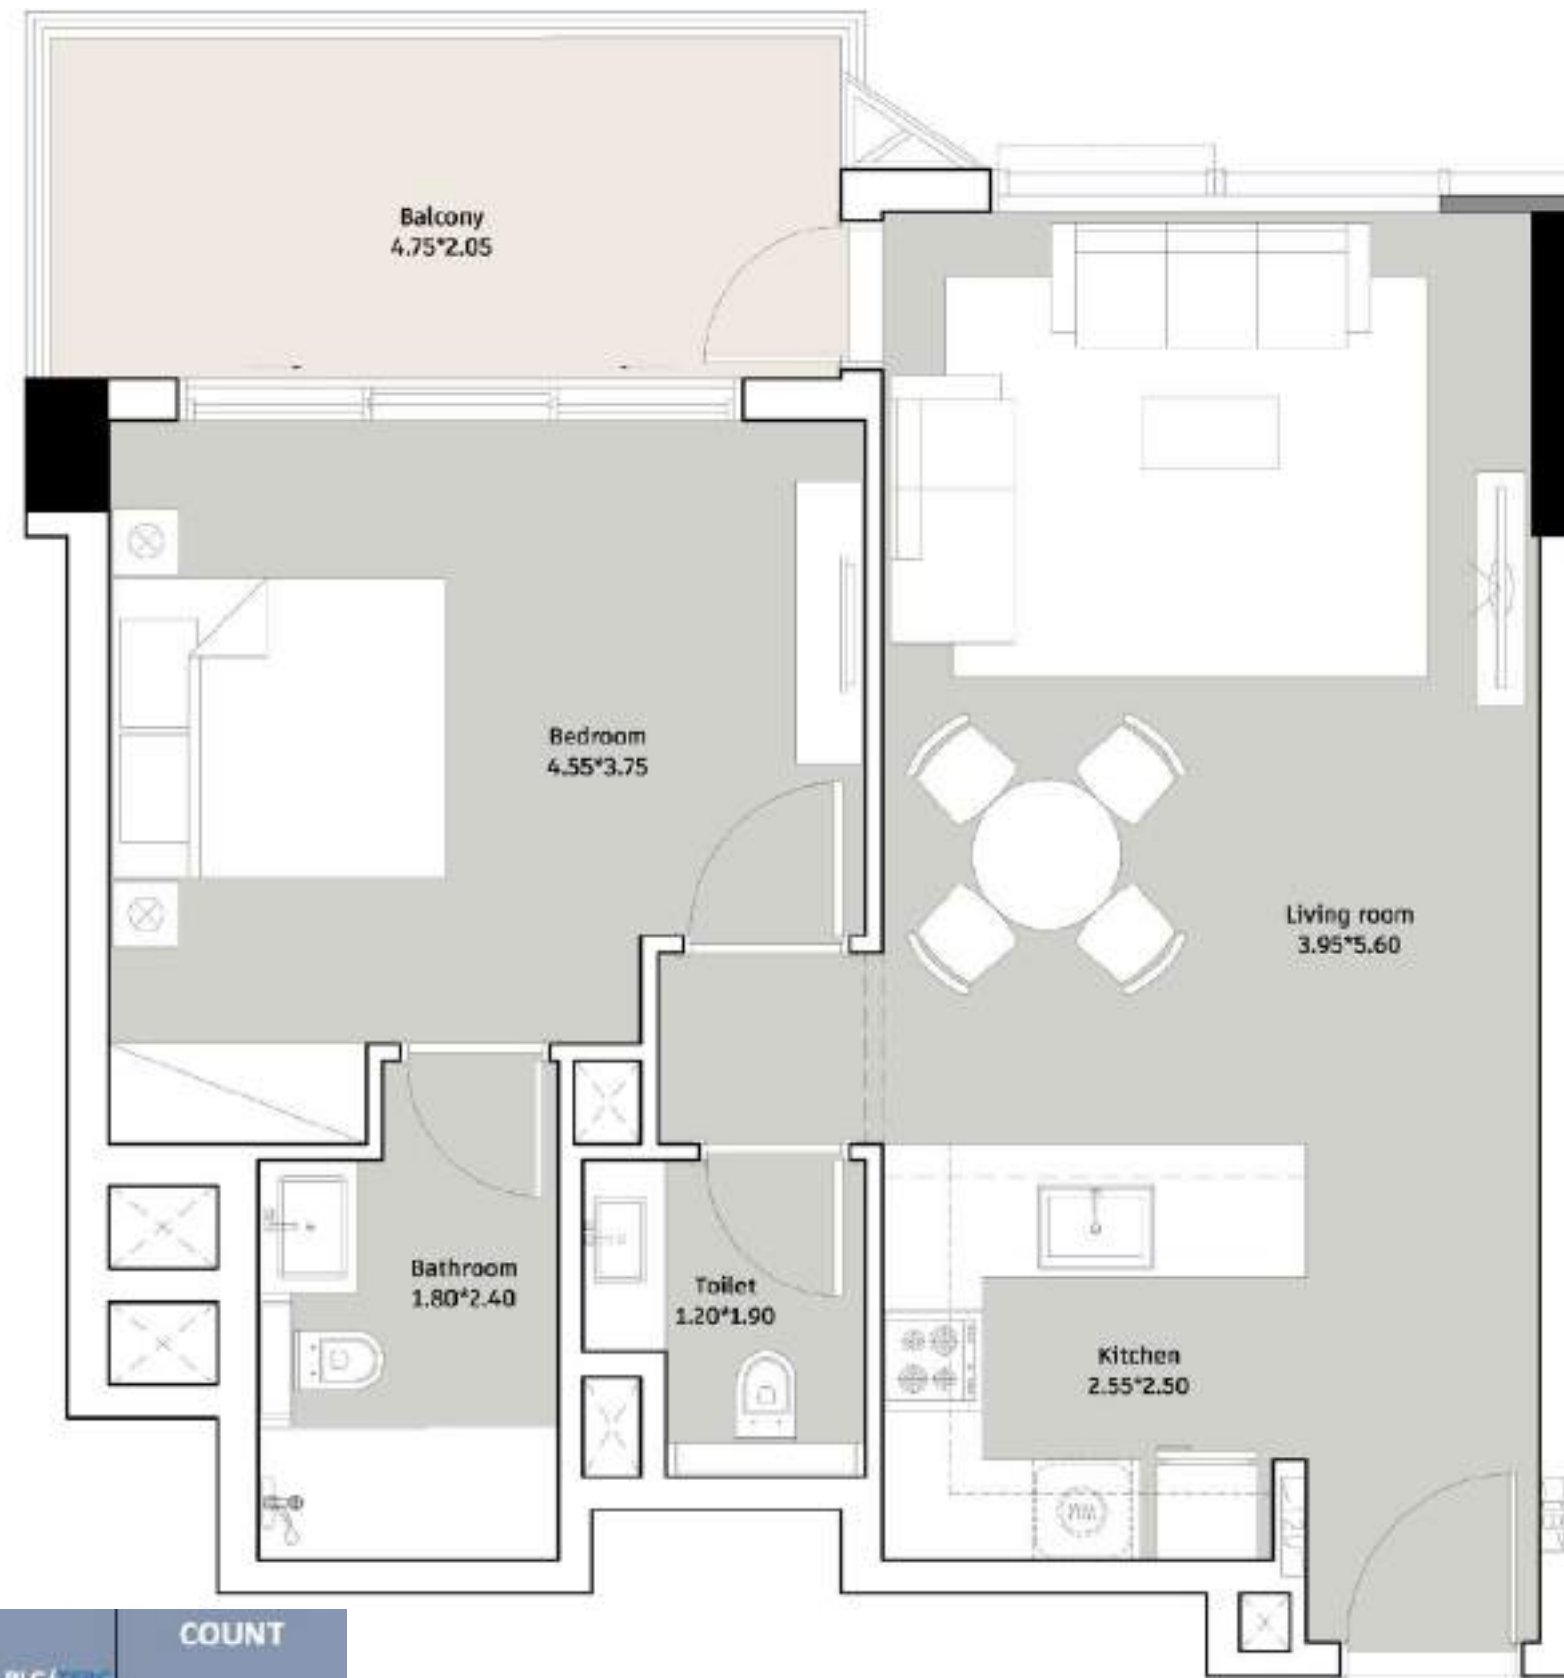 Balcony
4.75*2.05
Bedroom
4.55*3.75
Living room
3.95*5.60
Bathroom
1.80*2.40
Toilet
1.20*1.90
Kitchen
2.55*2.50
COUNT